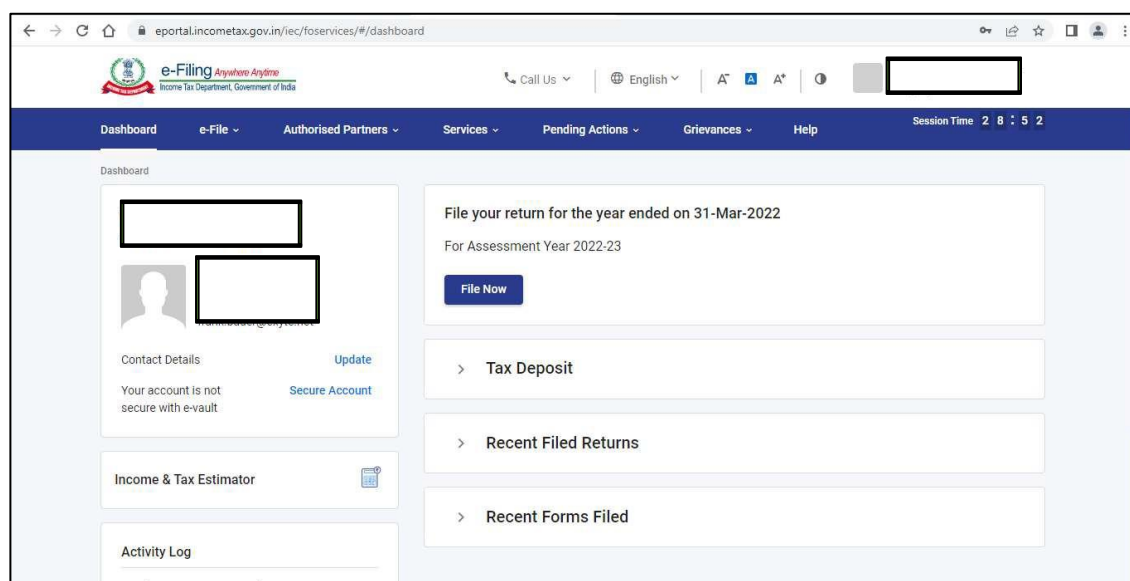 eportal.incometax.gov.in/iec/foservices/#/dashboard
e-Filing Anywhere Anytime
Income Tax Department, Government of India
Call Us
English
A-
A
A+
Dashboard
e-File
Authorised Partners
Services
Pending Actions
Grievances
Help
Session Time 2 8 : 5 2
Dashboard
Contact Details
Update
Your account is not
secure with e-vault
Secure Account
Income & Tax Estimator
Activity Log
File your return for the year ended on 31-Mar-2022
For Assessment Year 2022-23
File Now
Tax Deposit
Recent Filed Returns
Recent Forms Filed